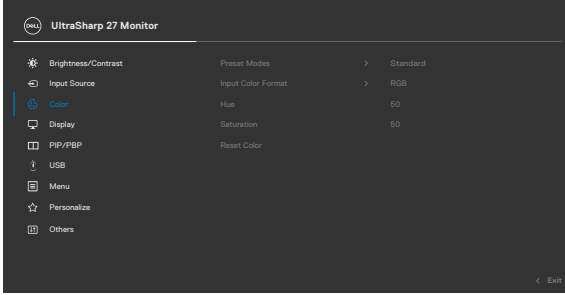 DELL UltraSharp 27 Monitor
Brightness/Contrast Preset Modes > Standard
Input Source Input Color Format > RGB
Color Hue 50
Display Saturation 50
PIP/PBP Reset Color
USB
Menu
Personalize
Others
< Exit